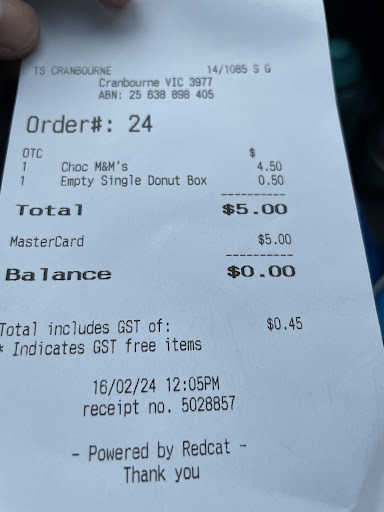 TS CRANBOURNE 14/1085 S G
Cranbourne VIC 3977
ABN: 25 638 898 405
Order#: 24
OTC $
1 Choc M&M's 4.50
1 Empty Single Donut Box 0.50
----------
Total $5.00
MasterCard $5.00
----------
Balance $0.00
Total includes GST of: $0.45
* Indicates GST free items
16/02/24 12:05PM
receipt no. 5028857
- Powered by Redcat -
Thank you